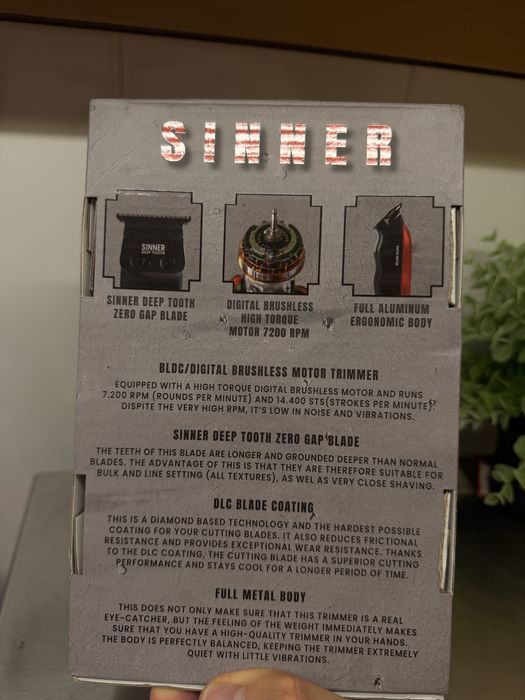 SINNER
SINNER
DEEP TOOTH
SINNER DEEP TOOTH
ZERO GAP BLADE
DIGITAL BRUSHLESS
HIGH TORQUE
MOTOR 7200 RPM
FULL ALUMINUM
ERGONOMIC BODY
BLDC/DIGITAL BRUSHLESS MOTOR TRIMMER
EQUIPPED WITH A HIGH TORQUE DIGITAL BRUSHLESS MOTOR AND RUNS
7.200 RPM (ROUNDS PER MINUTE) AND 14.400 STS(STROKES PER MINUTE).
DISPITE THE VERY HIGH RPM, IT'S LOW IN NOISE AND VIBRATIONS.
SINNER DEEP TOOTH ZERO GAP BLADE
THE TEETH OF THIS BLADE ARE LONGER AND GROUNDED DEEPER THAN NORMAL
BLADES. THE ADVANTAGE OF THIS IS THAT THEY ARE THEREFORE SUITABLE FOR
BULK AND LINE SETTING (ALL TEXTURES), AS WELL AS VERY CLOSE SHAVING.
DLC BLADE COATING
THIS IS A DIAMOND BASED TECHNOLOGY AND THE HARDEST POSSIBLE
COATING FOR YOUR CUTTING BLADES. IT ALSO REDUCES FRICTIONAL
RESISTANCE AND PROVIDES EXCEPTIONAL WEAR RESISTANCE. THANKS
TO THE DLC COATING, THE CUTTING BLADE HAS A SUPERIOR CUTTING
PERFORMANCE AND STAYS COOL FOR A LONGER PERIOD OF TIME.
FULL METAL BODY
THIS DOES NOT ONLY MAKE SURE THAT THIS TRIMMER IS A REAL
EYE-CATCHER, BUT THE FEELING OF THE WEIGHT IMMEDIATELY MAKES
SURE THAT YOU HAVE A HIGH-QUALITY TRIMMER IN YOUR HANDS.
THE BODY IS PERFECTLY BALANCED, KEEPING THE TRIMMER EXTREMELY
QUIET WITH LITTLE VIBRATIONS.